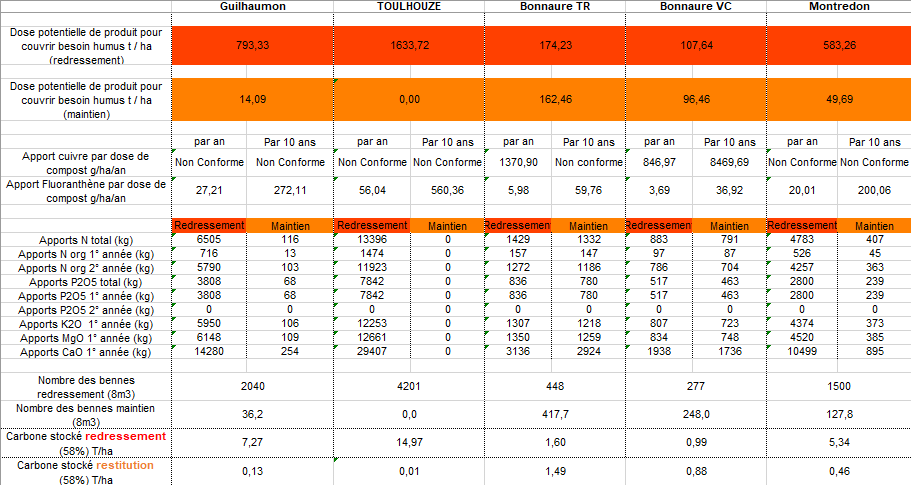 Guilhaumon TOULHOUZE Bonnaure TR Bonnaure VC Montredon
Dose potentielle de produit pour
couvrir besoin humus t / ha
(redressement)
793,33 1633,72 174,23 107,64 583,26
Dose potentielle de produit pour
couvrir besoin humus t / ha
(maintien)
14,09 0,00 162,46 96,46 49,69
par an Par 10 ans par an Par 10 ans par an Par 10 ans par an Par 10 ans par an Par 10 ans
Apport cuivre par dose de
compost g/ha/an
Non Conforme Non Conforme Non Conforme Non Conforme 1370,90 Non conforme 846,97 8469,69 Non Conforme Non Conforme
Apport Fluoranthène par dose de
compost g/ha/an
27,21 272,11 56,04 560,36 5,98 59,76 3,69 36,92 20,01 200,06
Redressement Maintien Redressement Maintien Redressemen Maintien Redressement Maintien Redressemen Maintien
Apports N total (kg) 6505 116 13396 0 1429 1332 883 791 4783 407
Apports N org 1° année (kg) 716 13 1474 0 157 147 97 87 526 45
Apports N org 2° année (kg) 5790 103 11923 0 1272 1186 786 704 4257 363
Apports P2O5 total (kg) 3808 68 7842 0 836 780 517 463 2800 239
Apports P2O5 1° année (kg) 3808 68 7842 0 836 780 517 463 2800 239
Apports P2O5 2° année (kg) 0 0 0 0 0 0 0 0 0 0
Apports K2O 1° année (kg) 5950 106 12253 0 1307 1218 807 723 4374 373
Apports MgO 1° année (kg) 6148 109 12661 0 1350 1259 834 748 4520 385
Apports CaO 1° année (kg) 14280 254 29407 0 3136 2924 1938 1736 10499 895
Nombre des bennes
redressement (8m3)
2040 4201 448 277 1500
Nombre des bennes maintien
(8m3)
36,2 0,0 417,7 248,0 127,8
Carbone stocké redressement
(58%) T/ha
7,27 14,97 1,60 0,99 5,34
Carbone stocké restitution
(58%) T/ha
0,13 0,01 1,49 0,88 0,46